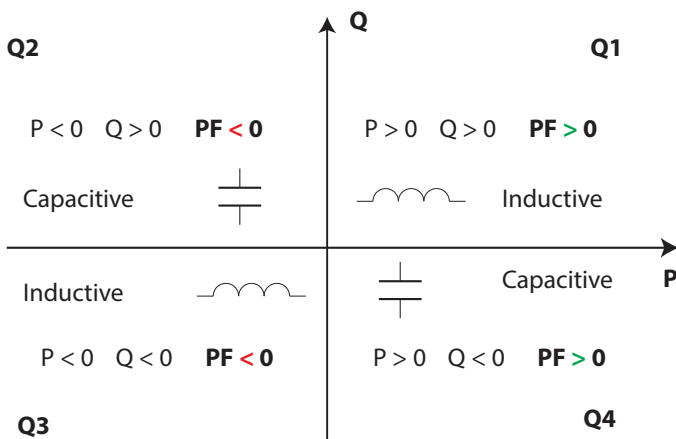 Q
Q2
Q1
P < 0 Q > 0 PF < 0
P > 0 Q > 0 PF > 0
Capacitive
Inductive
Capacitive
P
Inductive
P < 0 Q < 0 PF < 0
P > 0 Q < 0 PF > 0
Q3
Q4